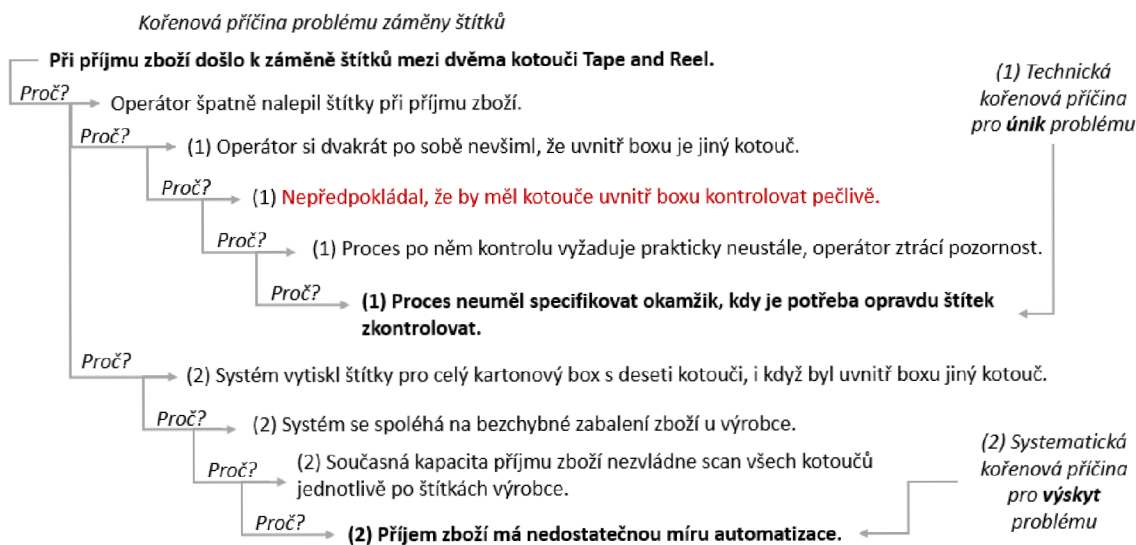 Kořenová příčina problému záměny štítků
Při příjmu zboží došlo k záměně štítků mezi dvěma kotouči Tape and Reel.
Proč?
Operátor špatně nalepil štítky při příjmu zboží.
Proč?
(1) Operátor si dvakrát po sobě nevšiml, že uvnitř boxu je jiný kotouč.
Proč?
(1) Nepředpokládal, že by měl kotouče uvnitř boxu kontrolovat pečlivě.
Proč?
(1) Proces po něm kontrolu vyžaduje prakticky neustále, operátor ztrácí pozornost.
Proč?
(1) Proces neuměl specifikovat okamžik, kdy je potřeba opravdu štítek
zkontrolovat.
(1) Technická
kořenová příčina
pro únik problému
Proč?
(2) Systém vytiskl štítky pro celý kartonový box s deseti kotouči, i když byl uvnitř boxu jiný kotouč.
Proč?
(2) Systém se spoléhá na bezchybné zabalení zboží u výrobce.
Proč?
(2) Současná kapacita příjmu zboží nezvládne scan všech kotoučů
jednotlivě po štítkách výrobce.
Proč?
(2) Příjem zboží má nedostatečnou míru automatizace.
(2) Systematická
kořenová příčina
pro výskyt
problému